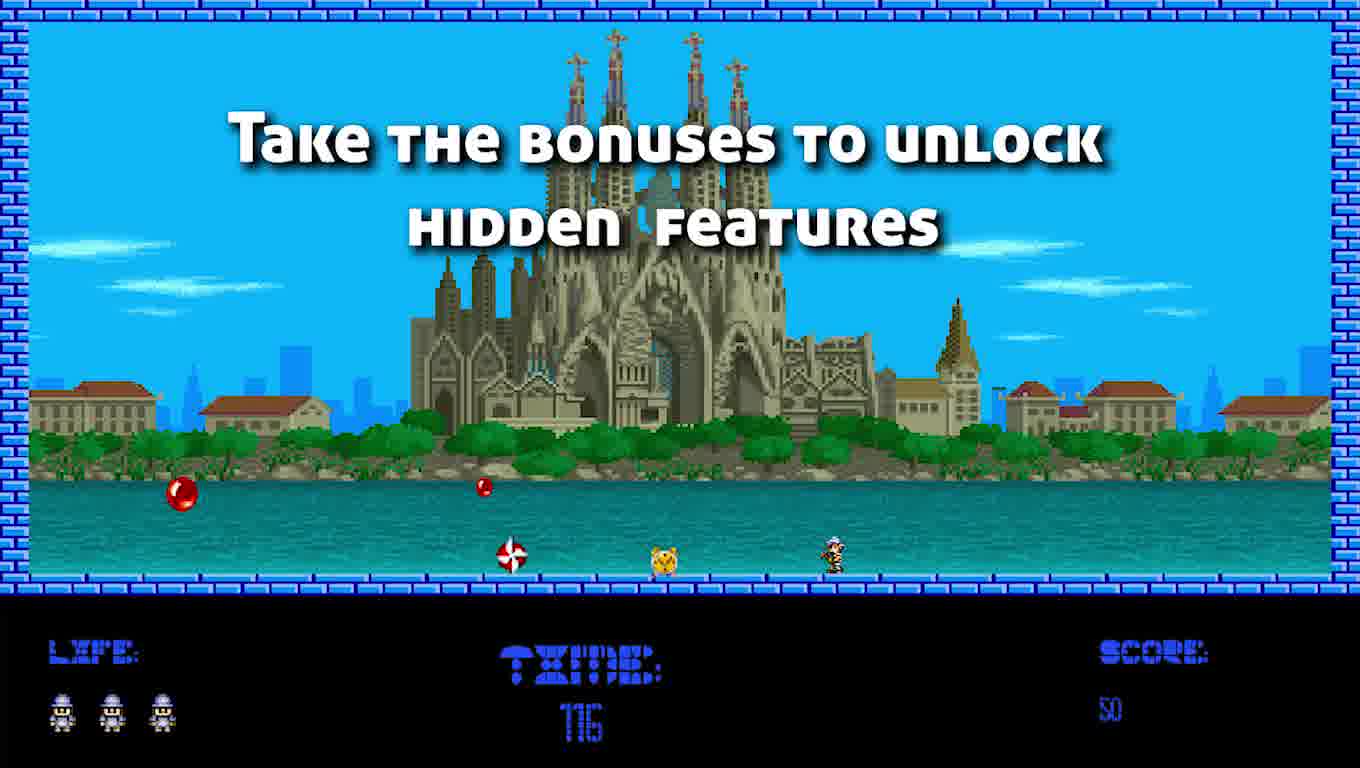 Take the bonuses to unlock
hidden features
LIFE:
TIME:
SCORE:
116
50